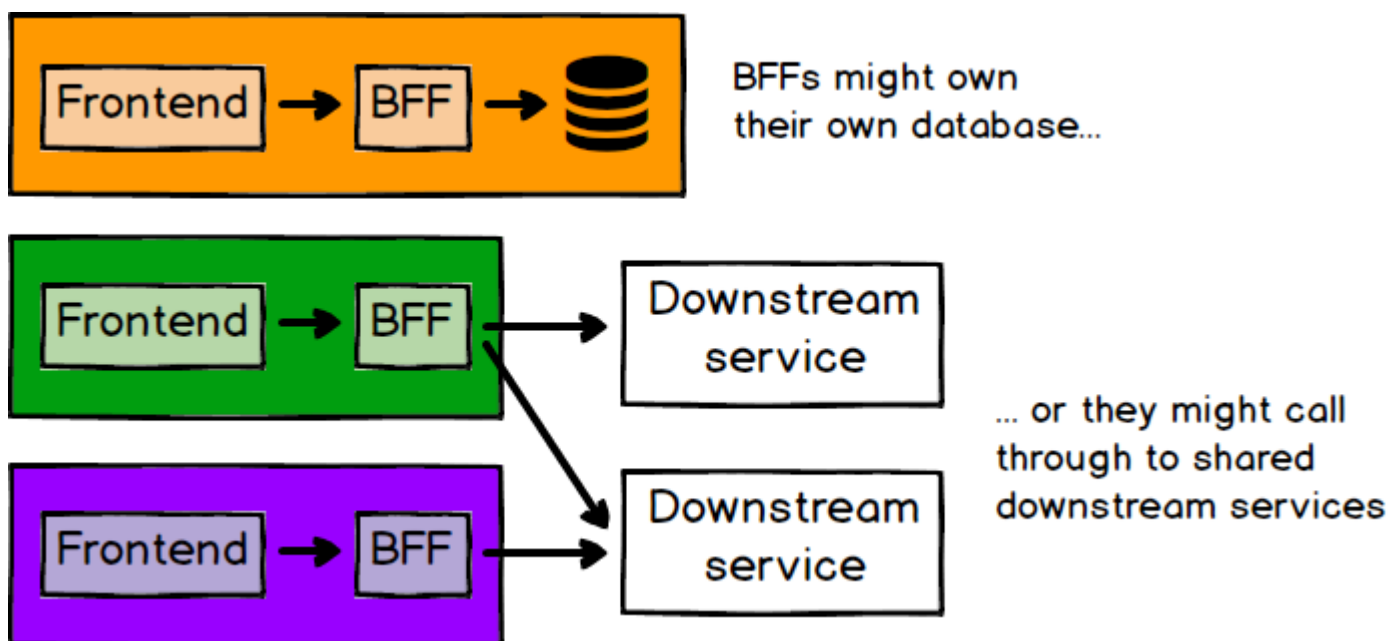 Frontend
BFF
BFFs might own
their own database...
Frontend
BFF
Downstream
service
Frontend
BFF
Downstream
service
... or they might call
through to shared
downstream services